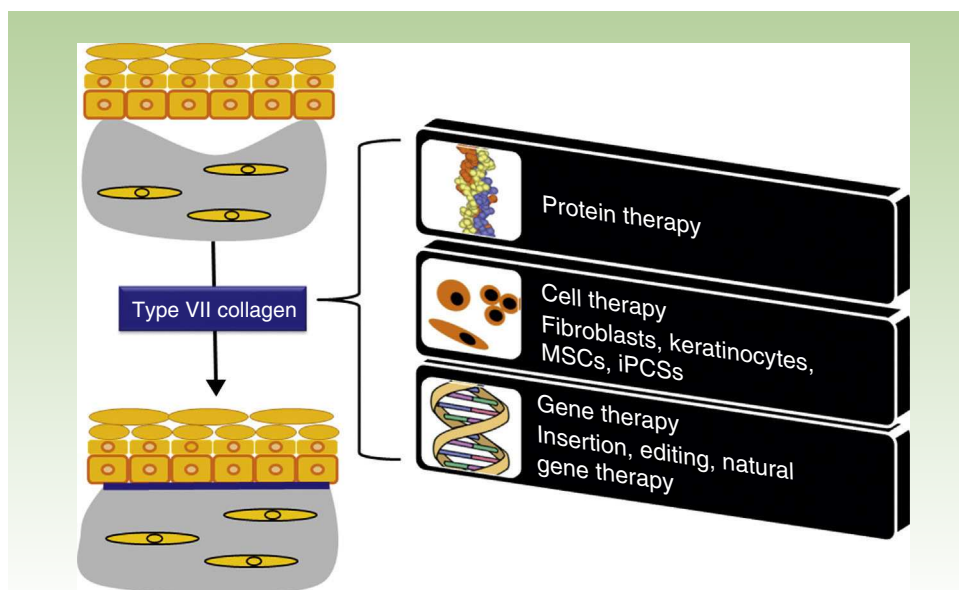 Type VII collagen
Protein therapy
Cell therapy
Fibroblasts, keratinocytes,
MSCs, iPCSs
Gene therapy
Insertion, editing, natural
gene therapy